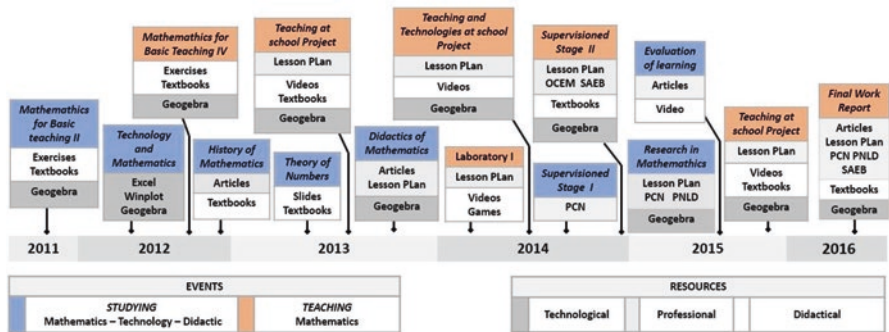 Mathemathics
for Basic
teaching II
Exercises
Textbooks
Geogebra
Technology
and
Mathematics
Excel
Winplot
Geogebra
Mathemathics for
Basic Teaching IV
Exercises
Textbooks
Geogebra
History of
Mathematics
Articles
Textbooks
Teaching at
school Project
Lesson PLan
Videos
Textbooks
Geogebra
Theory of
Numbers
Slides
Textbooks
Didactics of
Mathematics
Articles
Lesson PLan
Geogebra
Teaching and
Technologies at school
Project
Lesson PLan
Videos
Geogebra
Laboratory I
Lesson PLan
Videos
Games
Supervisioned
Stage II
Lesson PLan
OCEM SAEB
Textbooks
Geogebra
Supervisioned
Stage I
PCN
Evaluation
of learning
Articles
Video
Research in
Mathemathics
Lesson PLan
PCN PNLD
Geogebra
Teaching at
school Project
Lesson PLan
Videos
Textbooks
Geogebra
Final Work
Report
Articles
Lesson PLan
PCN PNLD
SAEB
Textbooks
Geogebra
2011 2012 2013 2014 2015 2016
EVENTS
STUDYING
Mathematics – Technology – Didactic
TEACHING
Mathematics
RESOURCES
Technological Professional Didactical